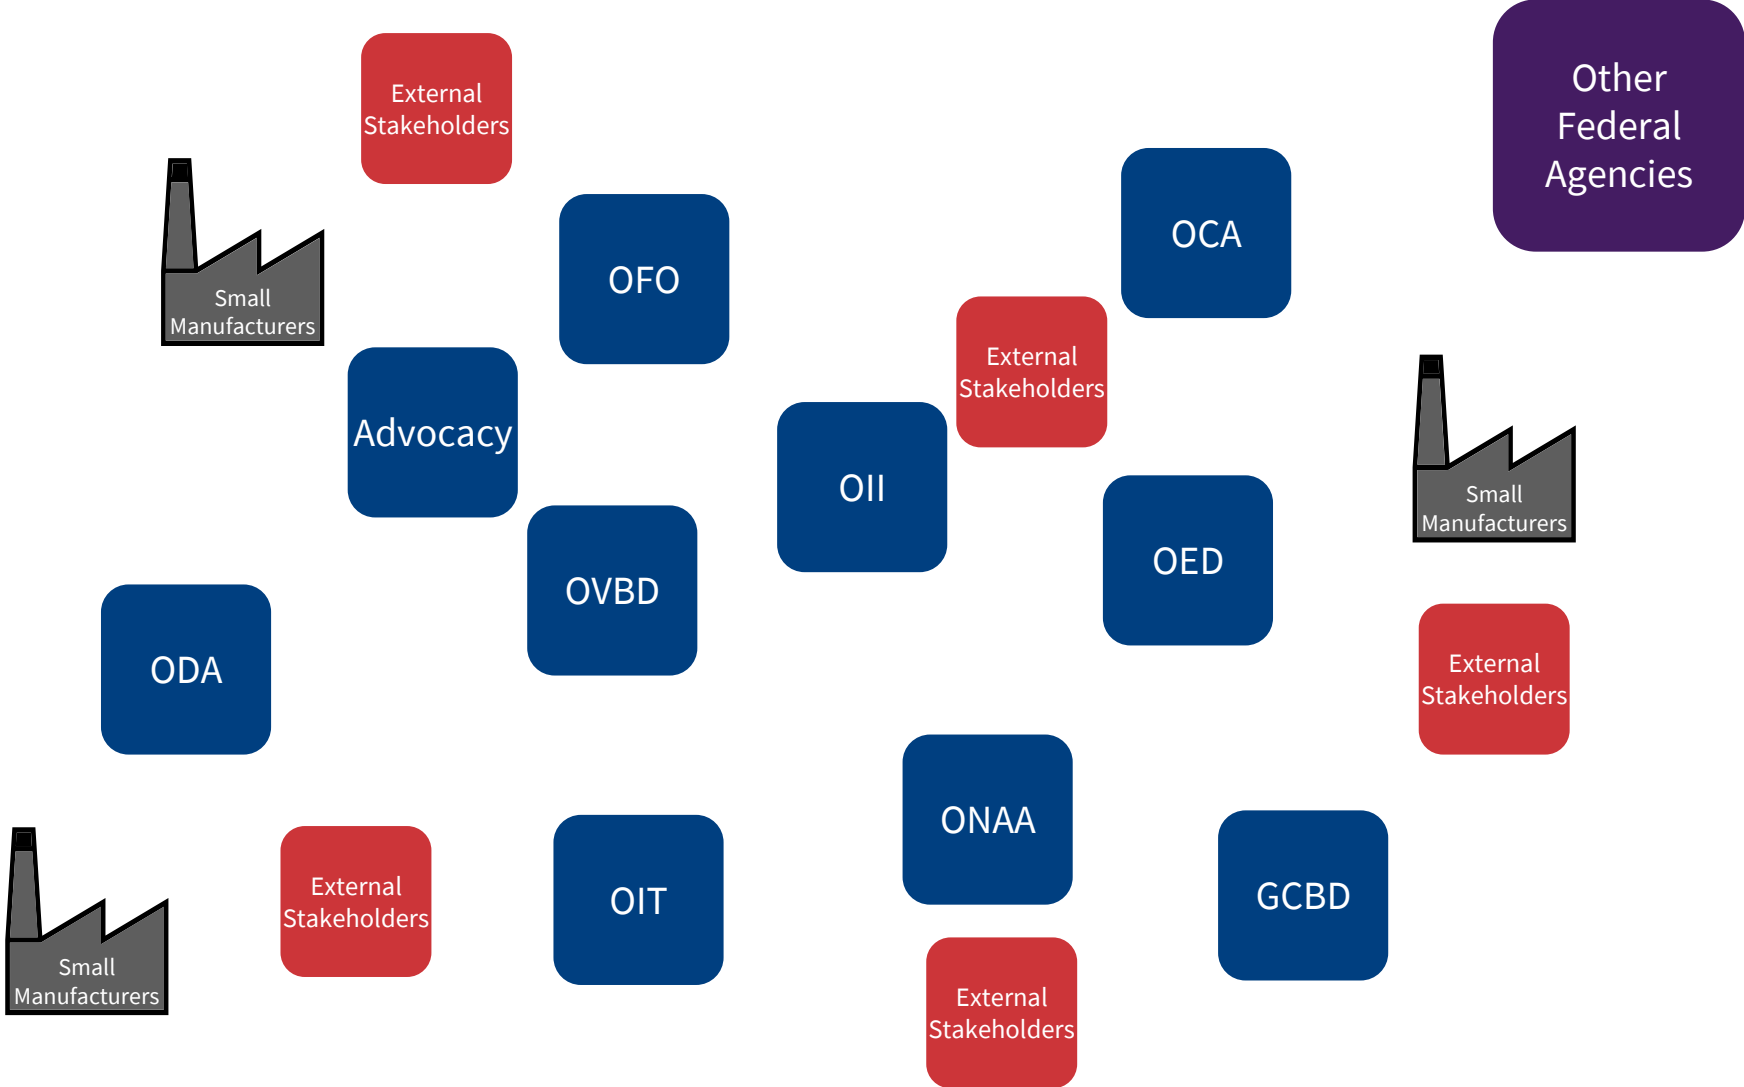 External
Stakeholders
Other
Federal
Agencies
OCA
OFO
Small
Manufacturers
External
Stakeholders
Advocacy
OII
Small
Manufacturers
OED
OVBD
ODA
External
Stakeholders
ONAA
External
Stakeholders
OIT
GCBD
Small
Manufacturers
External
Stakeholders